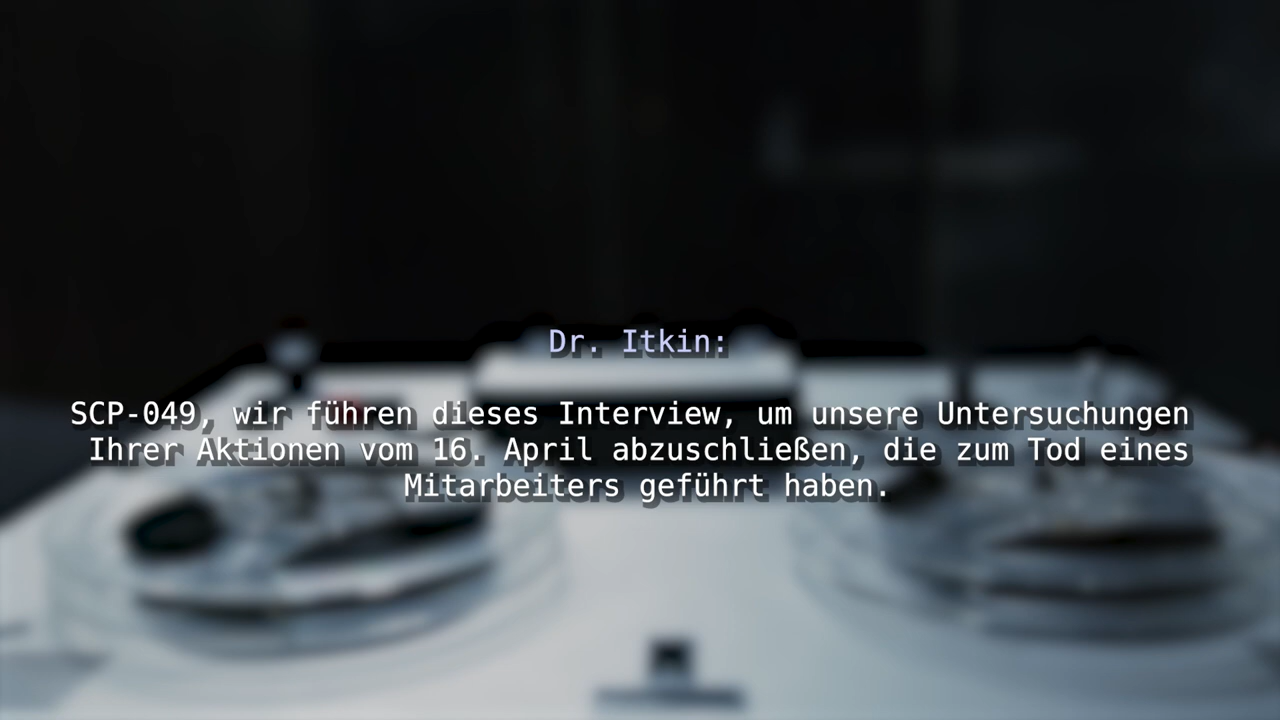 Dr. Itkin:
SCP-049, wir führen dieses Interview, um unsere Untersuchungen
Ihrer Aktionen vom 16. April abzuschließen, die zum Tod eines
Mitarbeiters geführt haben.